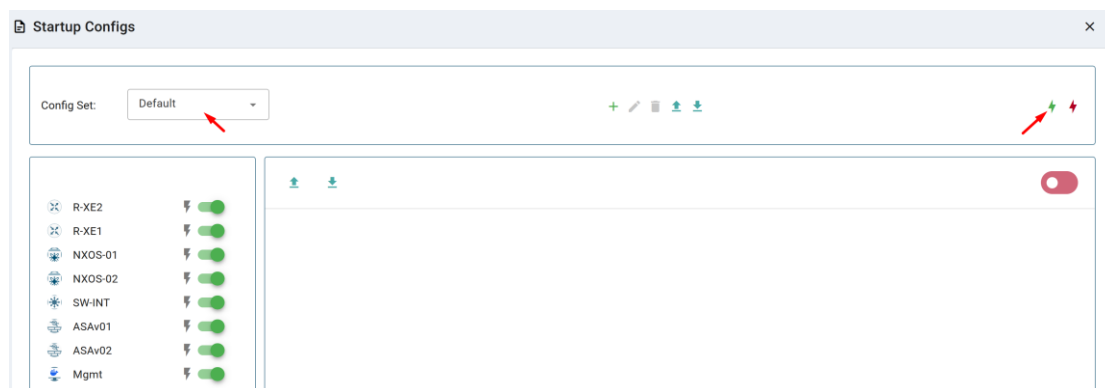 Startup Configs
Config Set:
Default
R-XE2
R-XE1
NXOS-01
NXOS-02
SW-INT
ASAv01
ASAv02
Mgmt